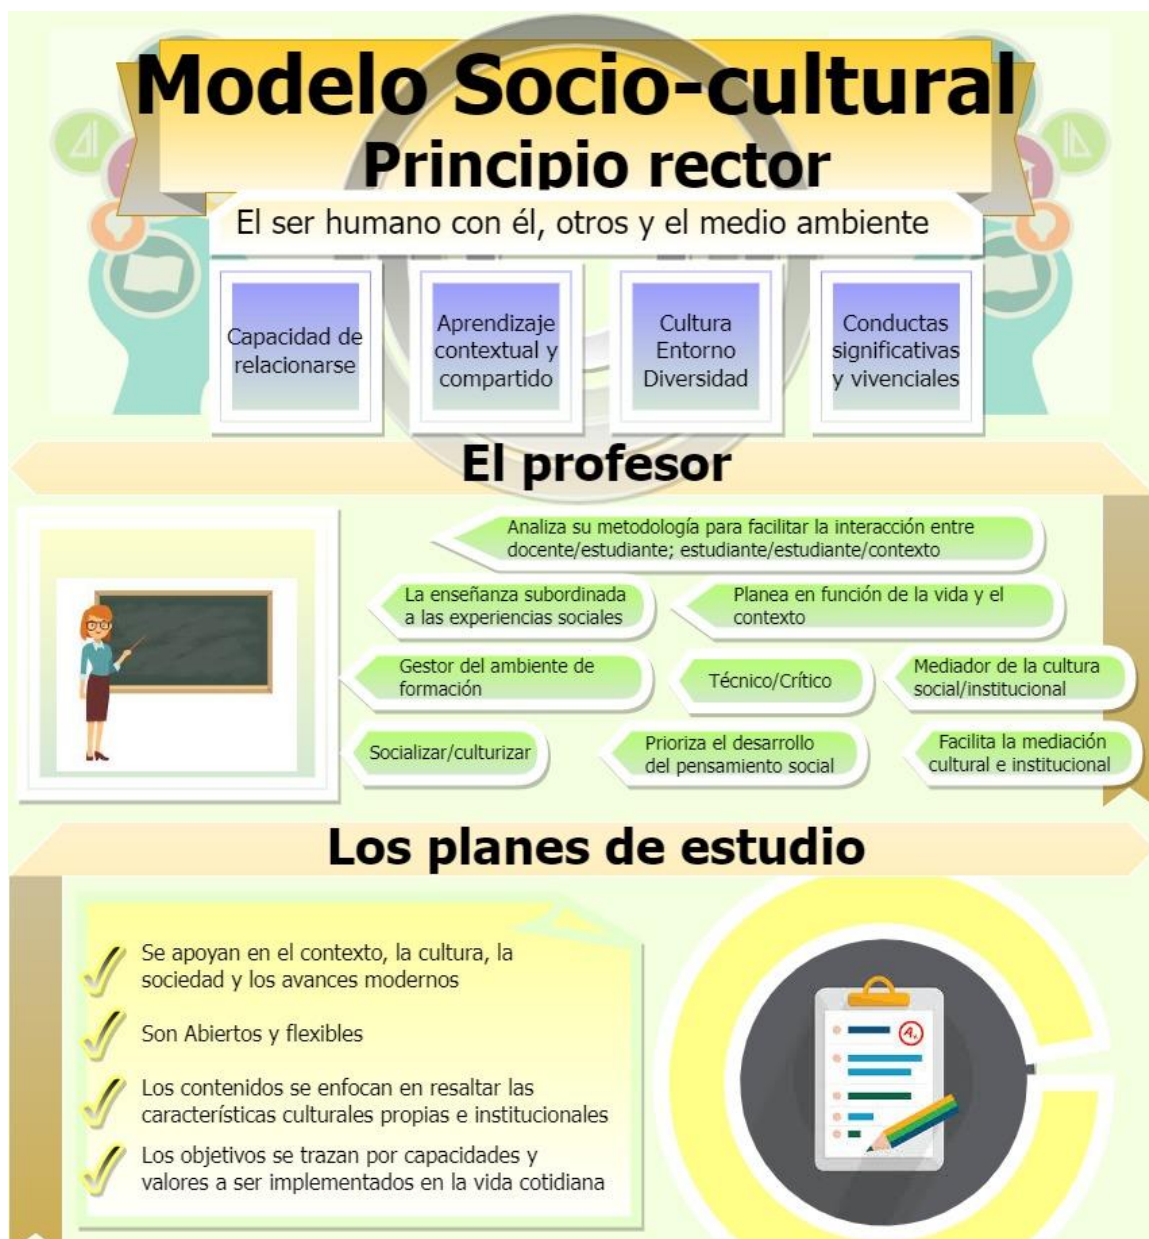 Modelo Socio-cultural
Principio rector
El ser humano con él, otros y el medio ambiente
Capacidad de
relacionarse
Aprendizaje
contextual y
compartido
Cultura
Entorno
Diversidad
Conductas
significativas
y vivenciales
El profesor
Analiza su metodología para facilitar la interacción entre
docente/estudiante; estudiante/estudiante/contexto
La enseñanza subordinada
a las experiencias sociales
Planea en función de la vida y el
contexto
Gestor del ambiente de
formación
Técnico/Crítico
Mediador de la cultura
social/institucional
Socializar/culturizar
Prioriza el desarrollo
del pensamiento social
Facilita la mediación
cultural e institucional
Los planes de estudio
Se apoyan en el contexto, la cultura, la
sociedad y los avances modernos
Son Abiertos y flexibles
Los contenidos se enfocan en resaltar las
características culturales propias e institucionales
Los objetivos se trazan por capacidades y
valores a ser implementados en la vida cotidiana
A.